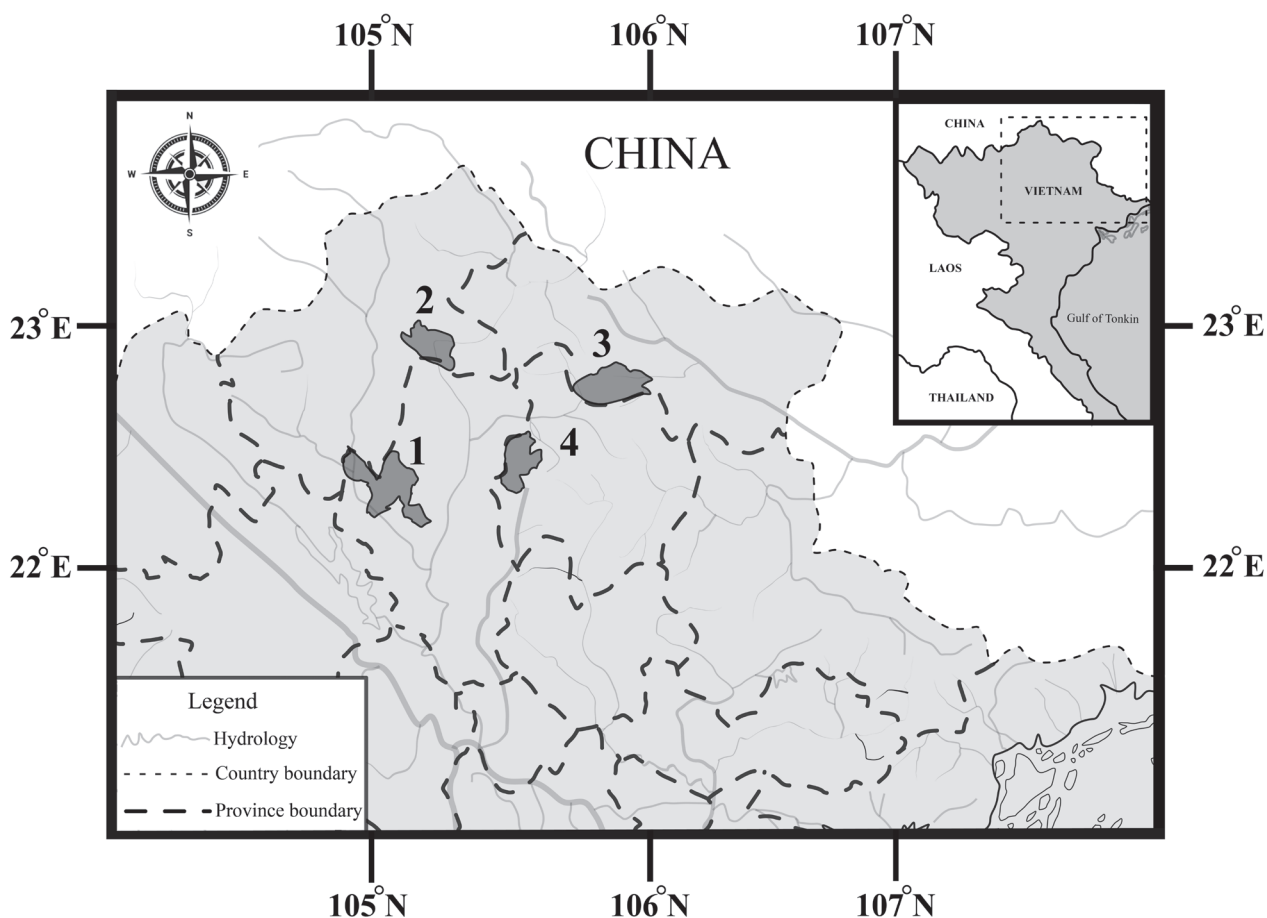 105°N 106°N 107°N
CHINA
N
W E
S
CHINA
VIETNAM
LAOS
Gulf of Tonkin
THAILAND
23°E 23°E
2
3
1
4
22°E 22°E
Legend
Hydrology
Country boundary
Province boundary
105°N 106°N 107°N